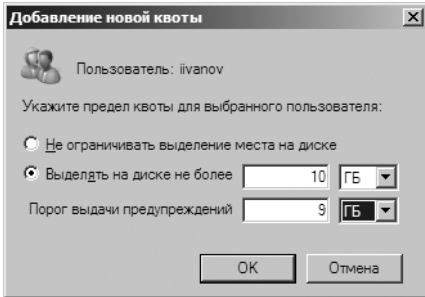 Добавление новой квоты
Пользователь: iivanov
Укажите предел квоты для выбранного пользователя:
Не ограничивать выделение места на диске
Выделять на диске не более 10 ГБ
Порог выдачи предупреждений 9 ГБ
OK Отмена